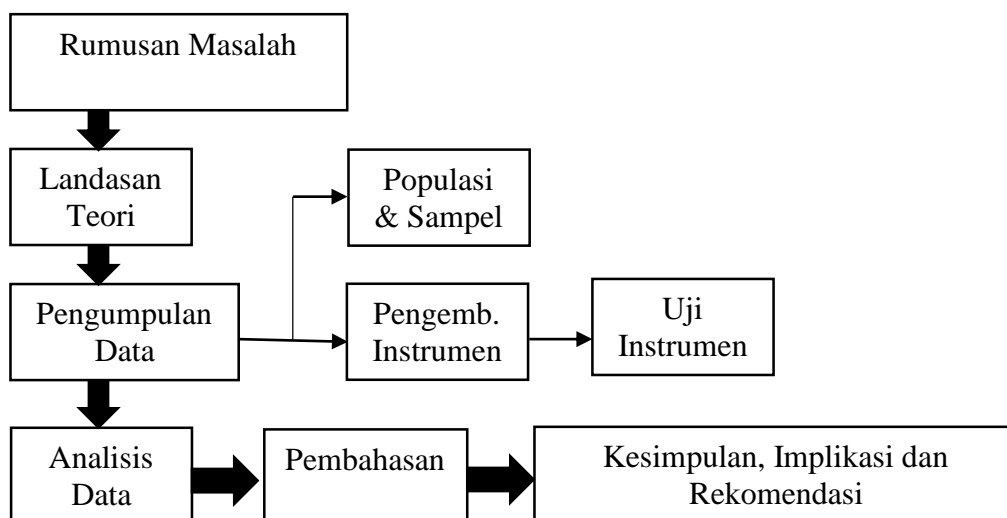 Rumusan Masalah
Landasan
Teori
Populasi
& Sampel
Pengumpulan
Data
Pengemb.
Instrumen
Uji
Instrumen
Analisis
Data
Pembahasan
Kesimpulan, Implikasi dan
Rekomendasi